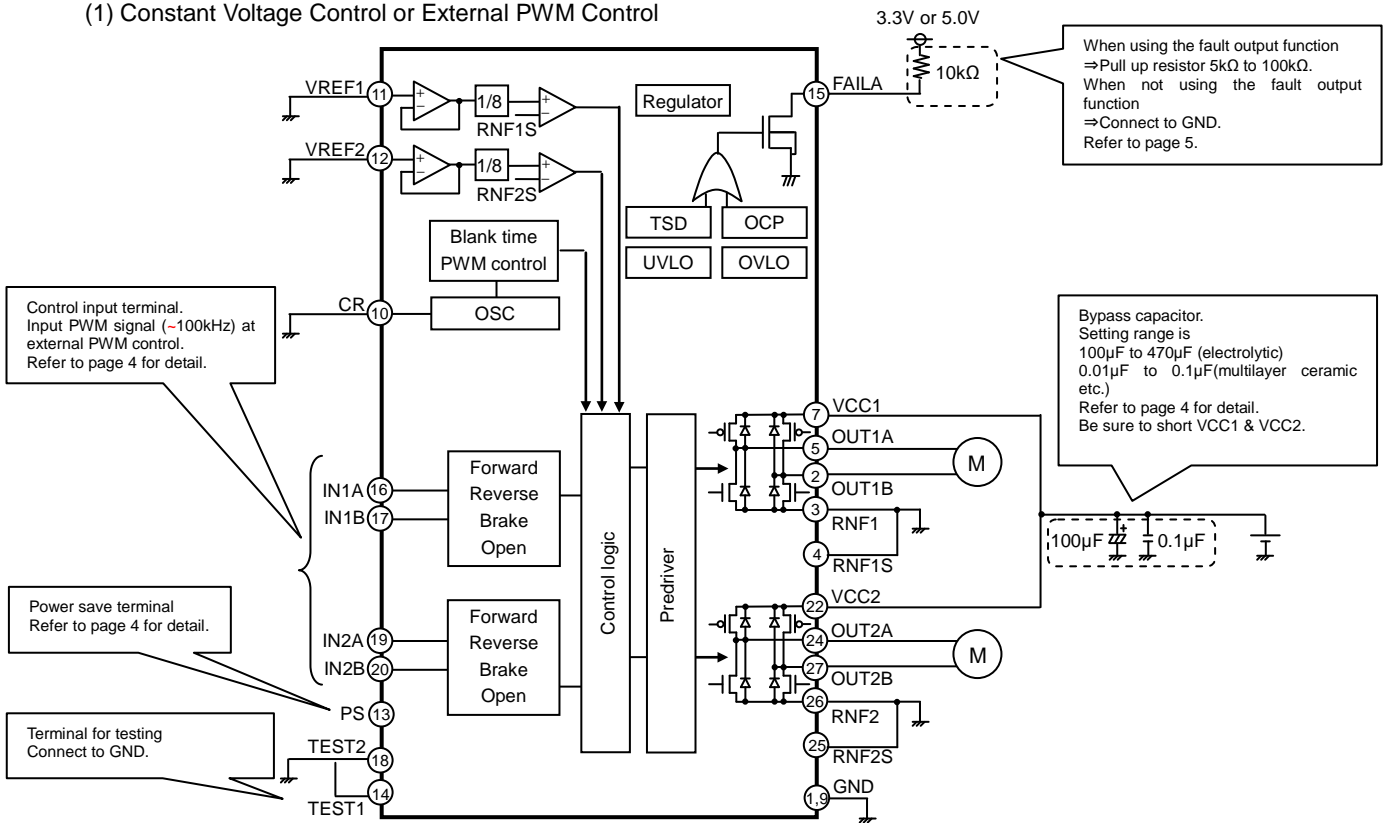 (1) Constant Voltage Control or External PWM Control
3.3V or 5.0V
10kΩ
When using the fault output function
⇒Pull up resistor 5kΩ to 100kΩ.
When not using the fault output
function
⇒Connect to GND.
Refer to page 5.
VREF1
11
+
−
1/8
RNF1S
+
−
Regulator
15
FAILA
VREF2
12
+
−
1/8
RNF2S
+
−
TSD
OCP
UVLO
OVLO
Blank time
PWM control
CR
10
OSC
Control input terminal.
Input PWM signal (~100kHz) at
external PWM control.
Refer to page 4 for detail.
Bypass capacitor.
Setting range is
100µF to 470µF (electrolytic)
0.01µF to 0.1µF(multilayer ceramic
etc.)
Refer to page 4 for detail.
Be sure to short VCC1 & VCC2.
7
VCC1
5
OUT1A
M
2
OUT1B
3
RNF1
4
RNF1S
IN1A
16
IN1B
17
Forward
Reverse
Brake
Open
Control logic
Predriver
100µF
+
0.1µF
Power save terminal
Refer to page 4 for detail.
IN2A
19
IN2B
20
Forward
Reverse
Brake
Open
22
VCC2
24
OUT2A
M
27
OUT2B
26
RNF2
25
RNF2S
PS
13
Terminal for testing
Connect to GND.
TEST2
18
14
TEST1
1,9
GND